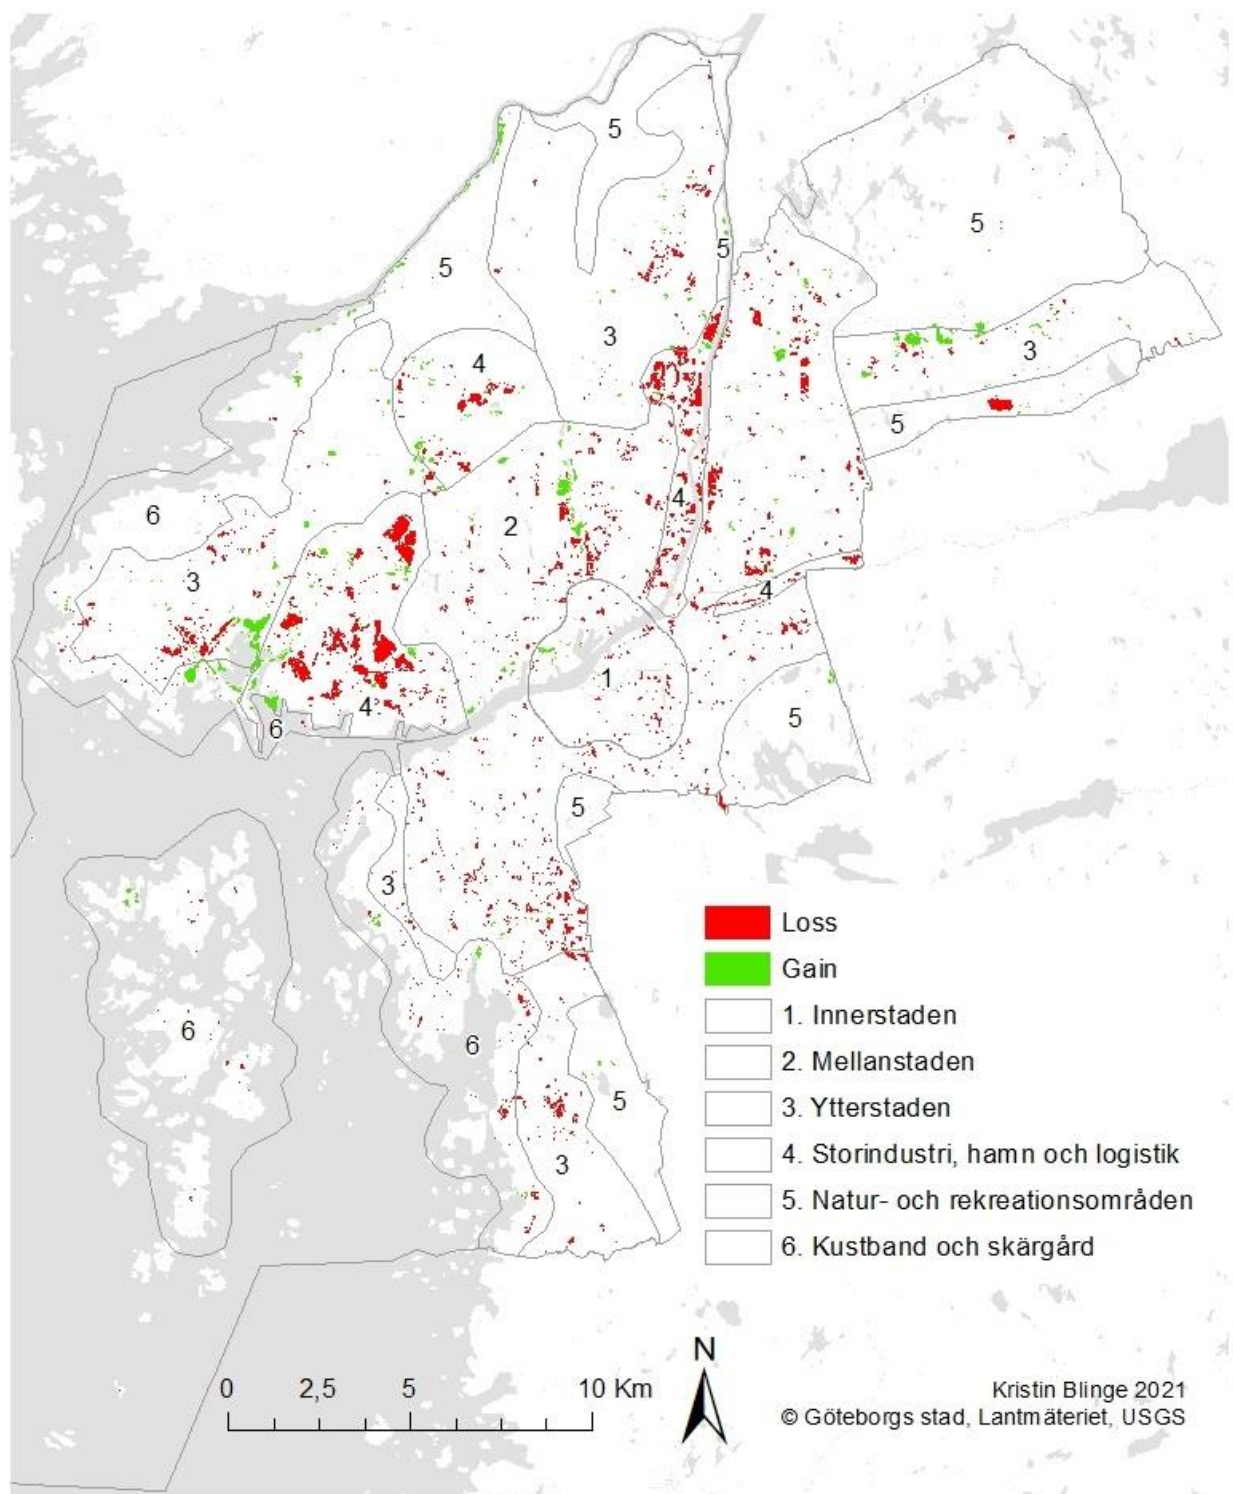 5
5
5
5
3
4
3
5
6
2
4
3
4
1
4
5
6
5
3
6
6
5
3
Loss
Gain
1. Innerstaden
2. Mellanstaden
3. Ytterstaden
4. Storindustri, hamn och logistik
5. Natur- och rekreationsområden
6. Kustband och skärgård
N
0 2,5 5 10 Km
Kristin Blinge 2021
© Göteborgs stad, Lantmäteriet, USGS